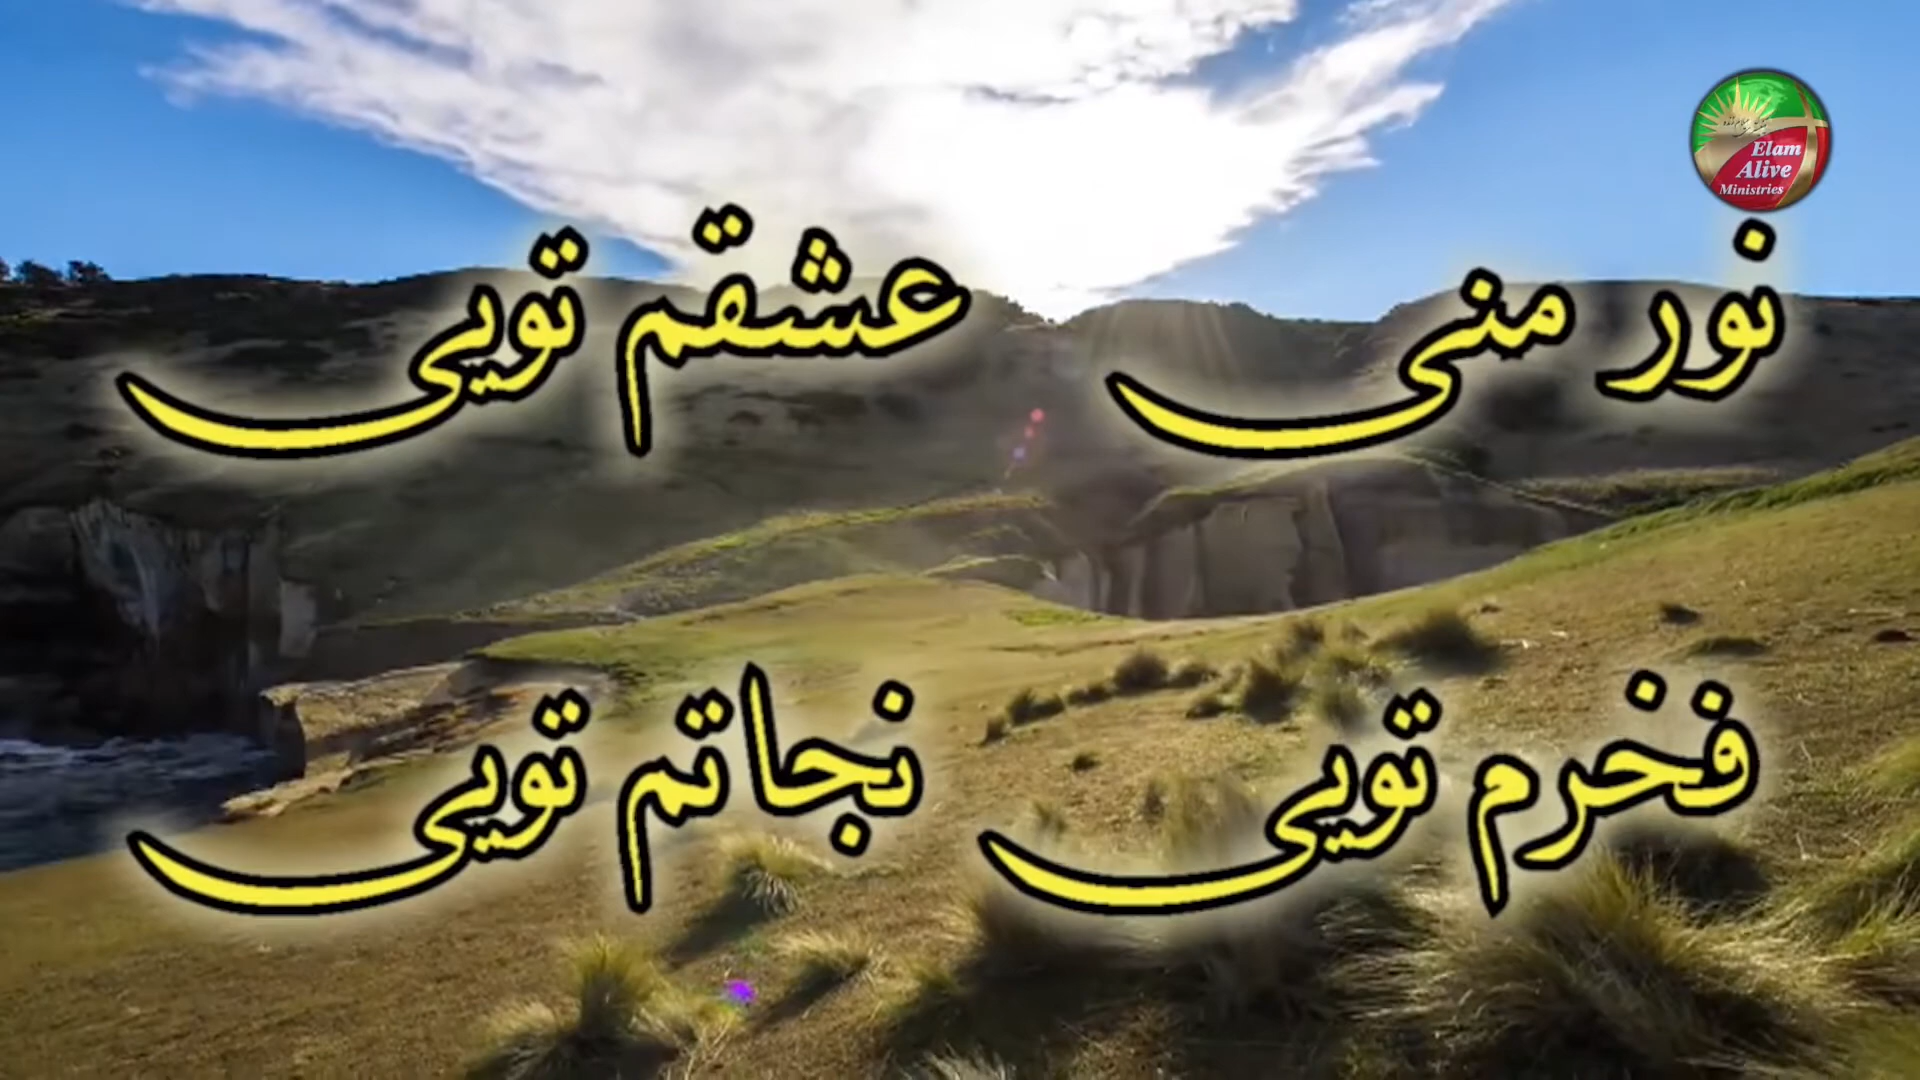 Elam
Alive
Ministries
نور منی عشقم تویی
فخرم تویی نجاتم تویی